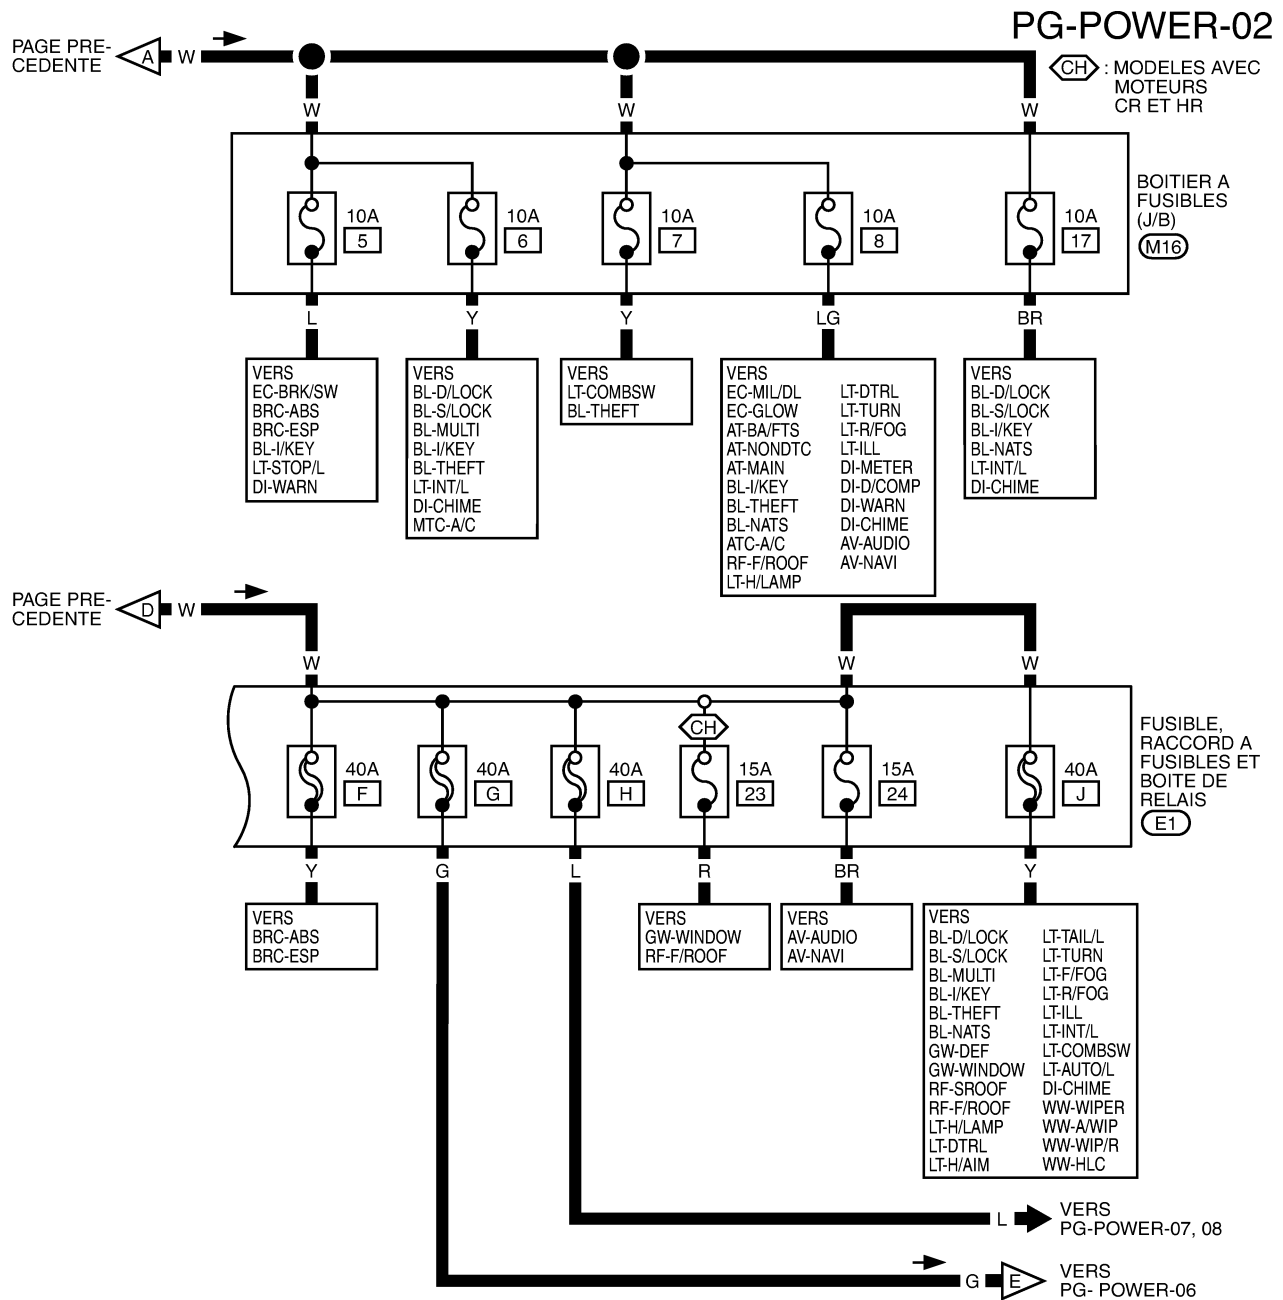 PG-POWER-02
PAGE PRE-
CEDENTE
A
W
CH : MODELES AVEC
MOTEURS
CR ET HR
W
W
W
BOITIER A
FUSIBLES
(J/B)
M16
10A
5
10A
6
10A
7
10A
8
10A
17
L
Y
Y
LG
BR
VERS
EC-BRK/SW
BRC-ABS
BRC-ESP
BL-I/KEY
LT-STOP/L
DI-WARN
VERS
BL-D/LOCK
BL-S/LOCK
BL-MULTI
BL-I/KEY
BL-THEFT
LT-INT/L
DI-CHIME
MTC-A/C
VERS
LT-COMBSW
BL-THEFT
VERS
EC-MIL/DL
EC-GLOW
AT-BA/FTS
AT-NONDTC
AT-MAIN
BL-I/KEY
BL-THEFT
BL-NATS
ATC-A/C
RF-F/ROOF
LT-H/LAMP
LT-DTRL
LT-TURN
LT-R/FOG
LT-ILL
DI-METER
DI-D/COMP
DI-WARN
DI-CHIME
AV-AUDIO
AV-NAVI
VERS
BL-D/LOCK
BL-S/LOCK
BL-I/KEY
BL-NATS
LT-INT/L
DI-CHIME
PAGE PRE-
CEDENTE
D
W
W
W
W
CH
FUSIBLE,
RACCORD A
FUSIBLES ET
BOITE DE
RELAIS
E1
40A
F
40A
G
40A
H
15A
23
15A
24
40A
J
Y
G
L
R
BR
Y
VERS
BRC-ABS
BRC-ESP
VERS
GW-WINDOW
RF-F/ROOF
VERS
AV-AUDIO
AV-NAVI
VERS
BL-D/LOCK
BL-S/LOCK
BL-MULTI
BL-I/KEY
BL-THEFT
BL-NATS
GW-DEF
GW-WINDOW
RF-SROOF
RF-F/ROOF
LT-H/LAMP
LT-DTRL
LT-H/AIM
LT-TAIL/L
LT-TURN
LT-F/FOG
LT-R/FOG
LT-ILL
LT-INT/L
LT-COMBSW
LT-AUTO/L
DI-CHIME
WW-WIPER
WW-A/WIP
WW-WIP/R
WW-HLC
L
VERS
PG-POWER-07, 08
G
E
VERS
PG- POWER-06